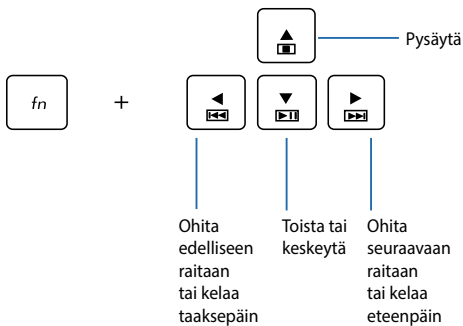 Pysäytä
fn
+
Ohita
edelliseen
raitaan
tai kelaa
taaksepäin
Toista tai
keskeytä
Ohita
seuraavaan
raitaan
tai kelaa
eteenpäin